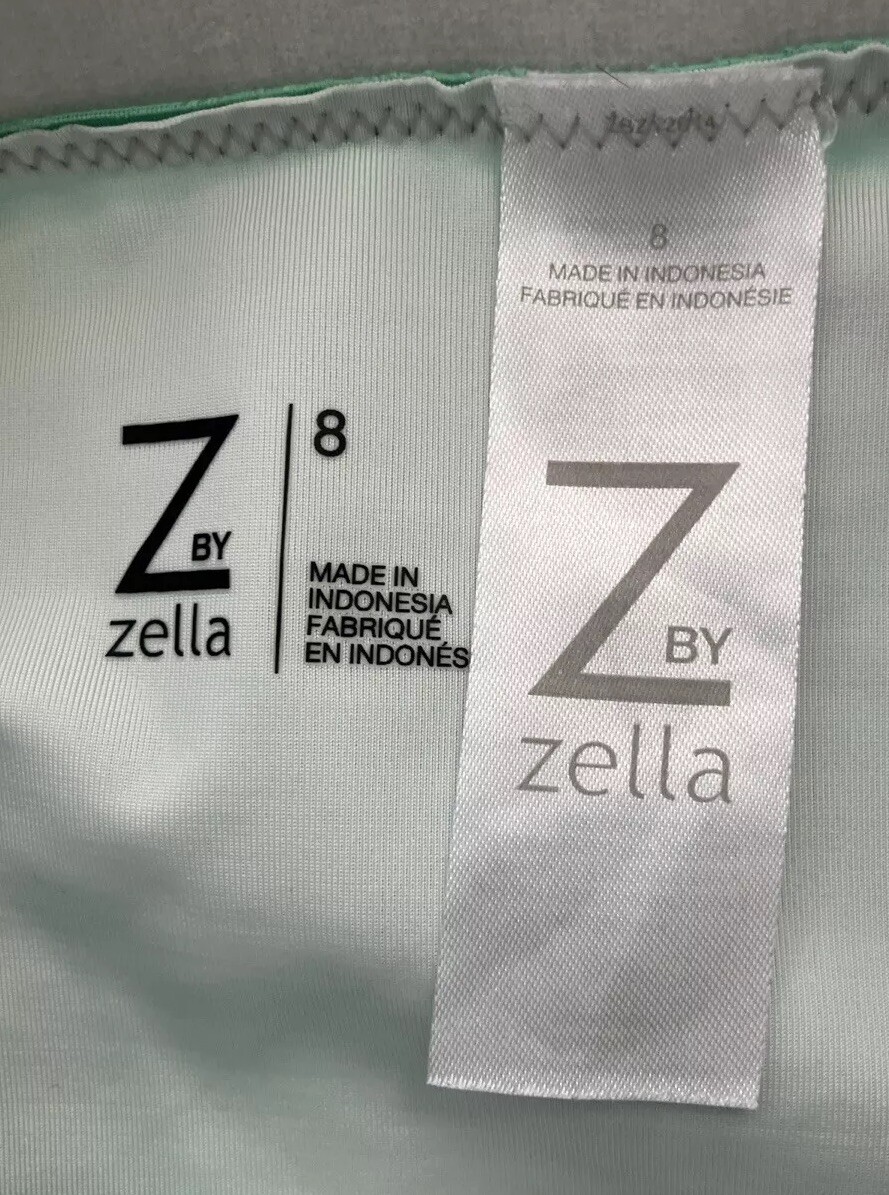 8
MADE IN INDONESIA
FABRIQUÉ EN INDONÉSIE
Z BY
zella
Z BY
zella
8
MADE IN
INDONESIA
FABRIQUÉ
EN INDONÉS